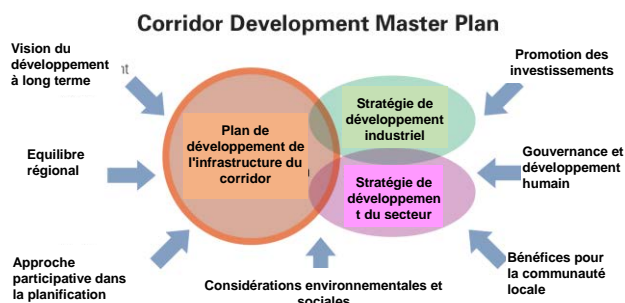 Corridor Development Master Plan
Vision du
développement
à long terme
nt
Promotion des
investissements
Stratégie de
développement
industriel
Plan de
développement de
l'infrastructure du
corridor
Equilibre
régional
Gouvernance et
développement
humain
Stratégie de
développemen
t du secteur
Approche
participative dans
la planification
Considérations environnementales et
sociales
Bénéfices pour
la communauté
locale